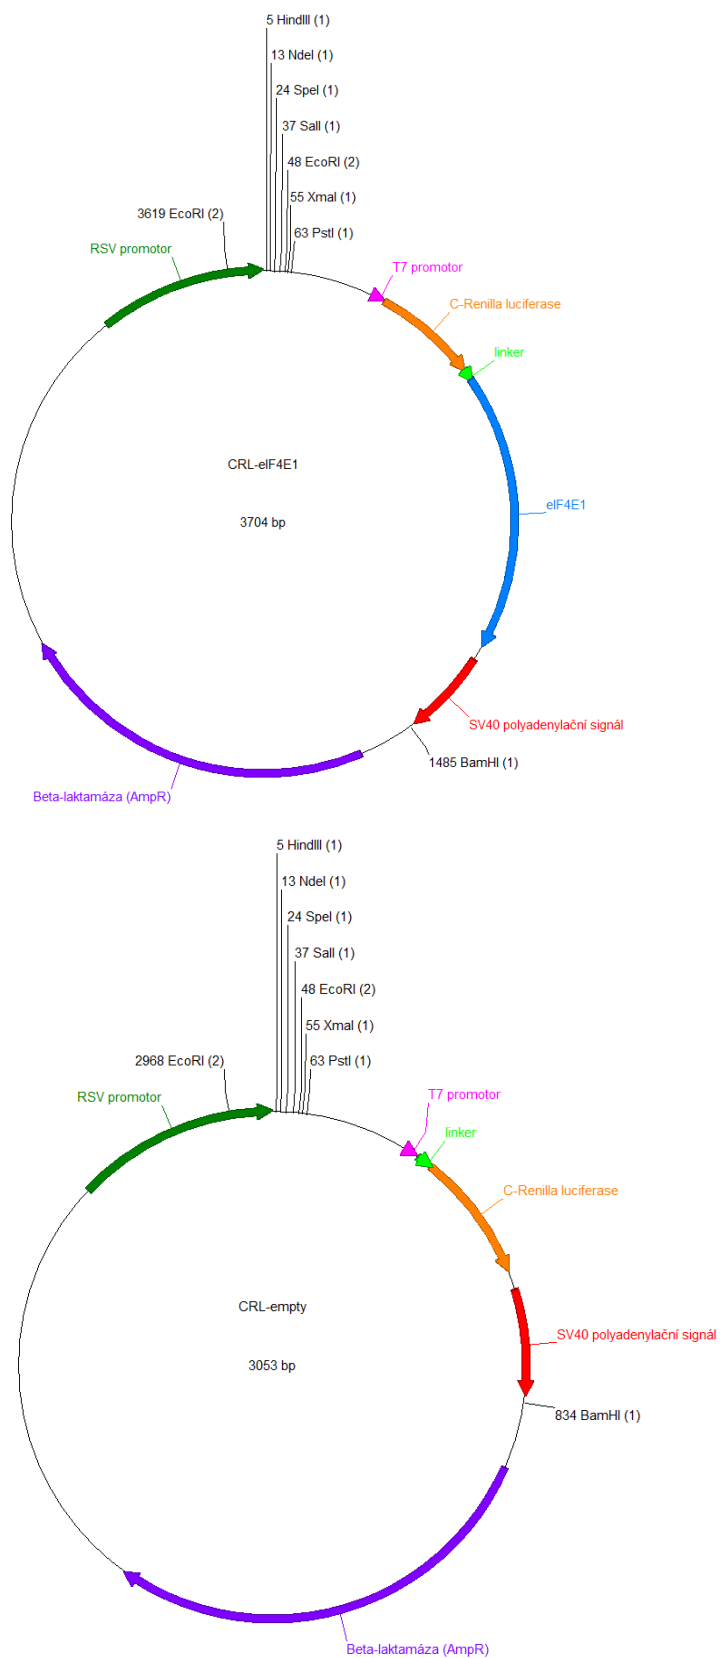 5 HindIII (1)
13 NdeI (1)
24 SpeI (1)
37 SalI (1)
48 EcoRI (2)
55 XmaI (1)
63 PstI (1)
3619 EcoRI (2)
RSV promotor
T7 promotor
C-Renilla luciferase
linker
CRL-eIF4E1
3704 bp
eIF4E1
SV40 polyadenylační signál
1485 BamHI (1)
Beta-laktamáza (AmpR)
5 HindIII (1)
13 NdeI (1)
24 SpeI (1)
37 SalI (1)
48 EcoRI (2)
55 XmaI (1)
63 PstI (1)
2968 EcoRI (2)
RSV promotor
T7 promotor
linker
C-Renilla luciferase
CRL-empty
3053 bp
SV40 polyadenylační signál
834 BamHI (1)
Beta-laktamáza (AmpR)